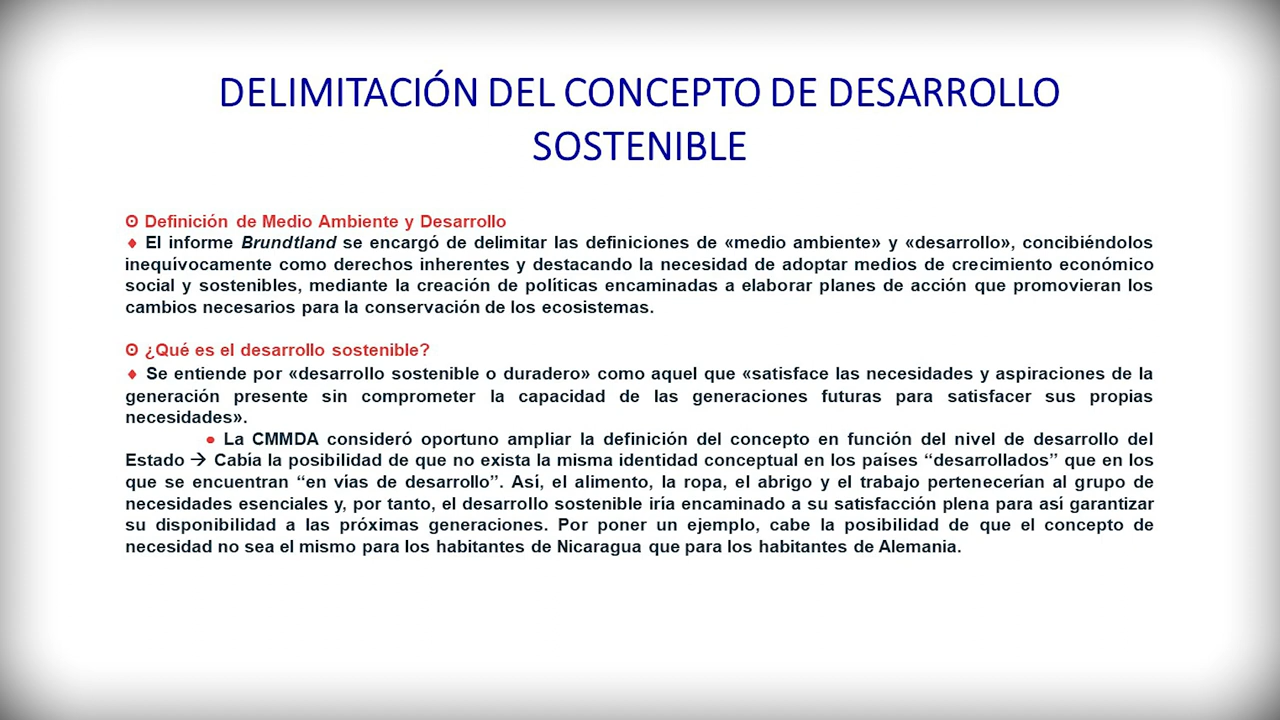 DELIMITACIÓN DEL CONCEPTO DE DESARROLLO
SOSTENIBLE
ʘ Definición de Medio Ambiente y Desarrollo
♦ El informe Brundtland se encargó de delimitar las definiciones de «medio ambiente» y «desarrollo», concibiéndolos
inequívocamente como derechos inherentes y destacando la necesidad de adoptar medios de crecimiento económico
social y sostenibles, mediante la creación de políticas encaminadas a elaborar planes de acción que promovieran los
cambios necesarios para la conservación de los ecosistemas.
ʘ ¿Qué es el desarrollo sostenible?
♦ Se entiende por «desarrollo sostenible o duradero» como aquel que «satisface las necesidades y aspiraciones de la
generación presente sin comprometer la capacidad de las generaciones futuras para satisfacer sus propias
necesidades».
● La CMMDA consideró oportuno ampliar la definición del concepto en función del nivel de desarrollo del
Estado → Cabía la posibilidad de que no exista la misma identidad conceptual en los países “desarrollados” que en los
que se encuentran “en vías de desarrollo”. Así, el alimento, la ropa, el abrigo y el trabajo pertenecerían al grupo de
necesidades esenciales y, por tanto, el desarrollo sostenible iría encaminado a su satisfacción plena para así garantizar
su disponibilidad a las próximas generaciones. Por poner un ejemplo, cabe la posibilidad de que el concepto de
necesidad no sea el mismo para los habitantes de Nicaragua que para los habitantes de Alemania.